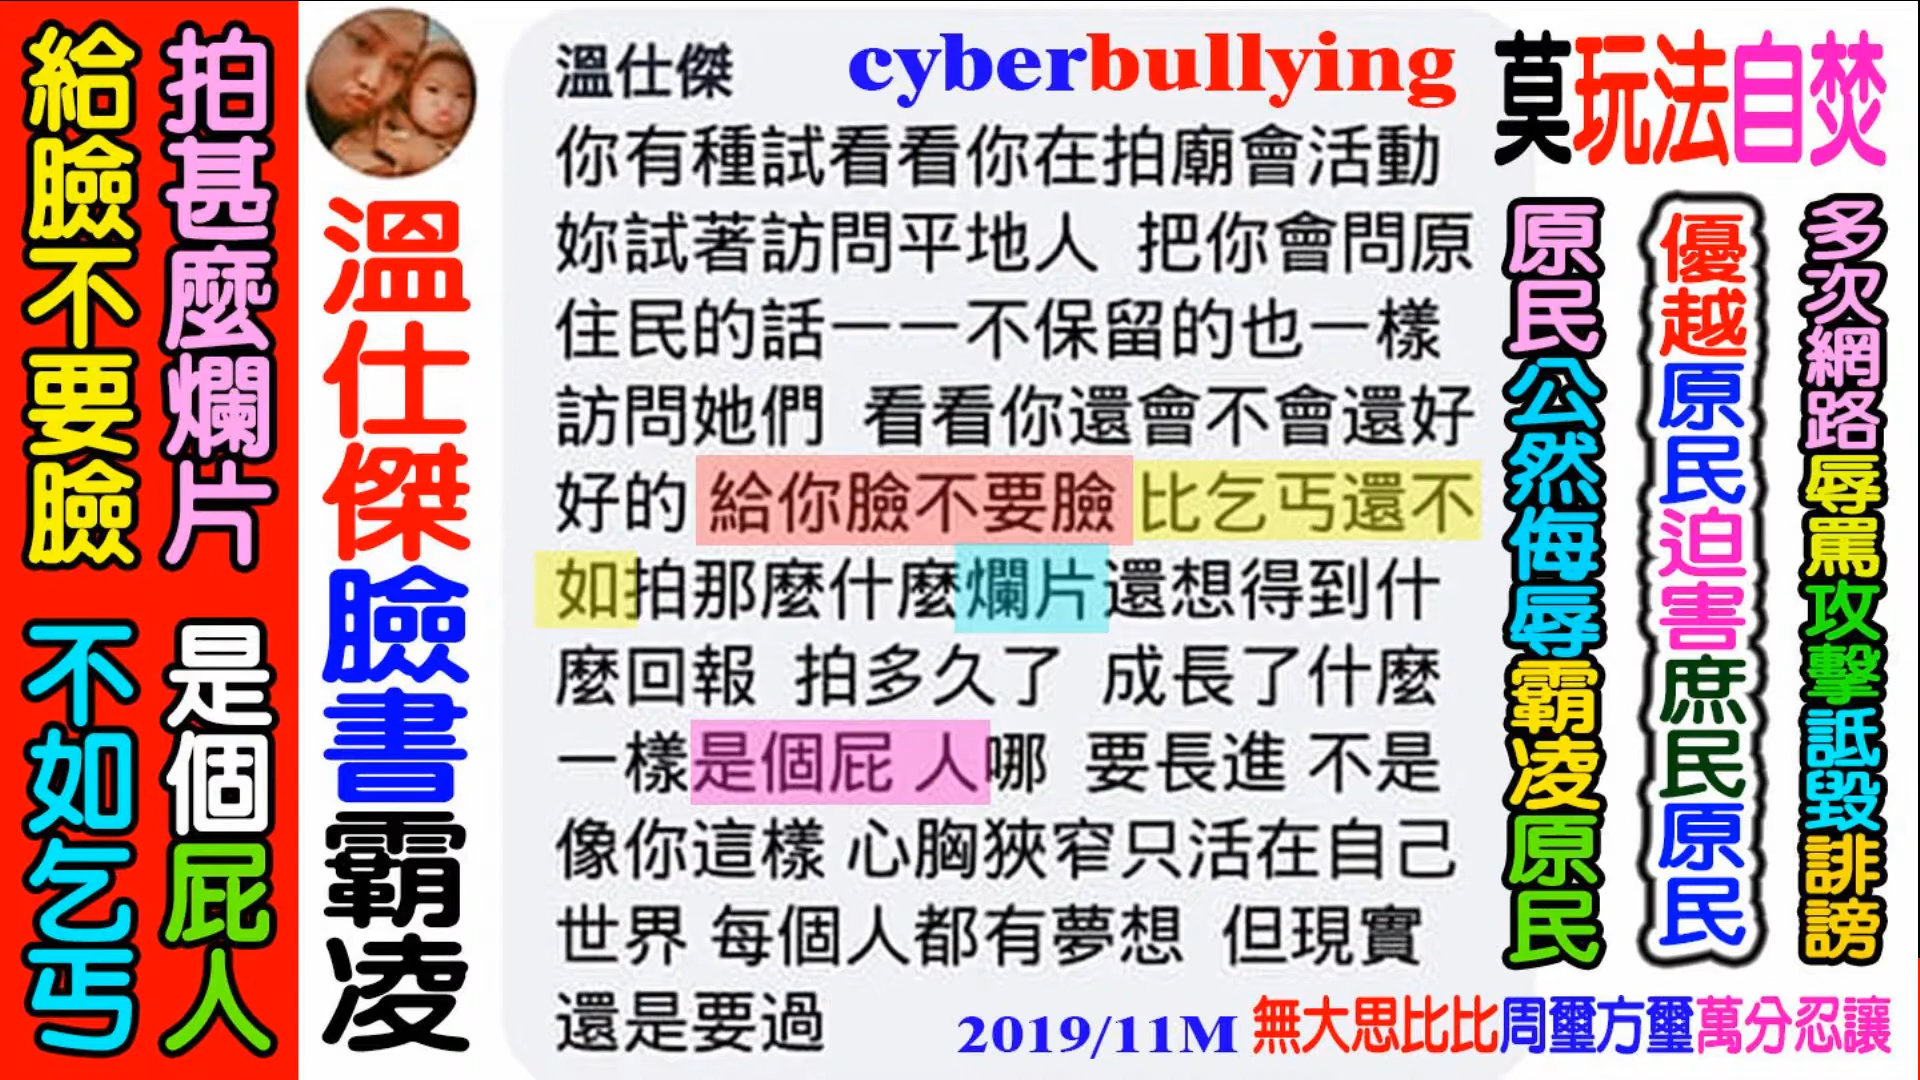 給臉不要臉 不如乞丐
拍甚麼爛片 是個屁人
溫仕傑臉書霸凌
溫仕傑
cyberbullying
你有種試看看你在拍廟會活動
妳試著訪問平地人 把你會問原
住民的話一一不保留的也一樣
訪問她們 看看你還會不會還好
好的 給你臉不要臉 比乞丐還不
如拍那麼什麼爛片還想得到什
麼回報 拍多久了 成長了什麼
一樣是個屁 人哪 要長進 不是
像你這樣 心胸狹窄只活在自己
世界 每個人都有夢想 但現實
還是要過
莫玩法自焚
原民公然侮辱霸凌原民
優越原民迫害庶民原民
多次網路辱罵攻擊詆毀誹謗
2019/11M 無大思比比周璽方璽萬分忍讓